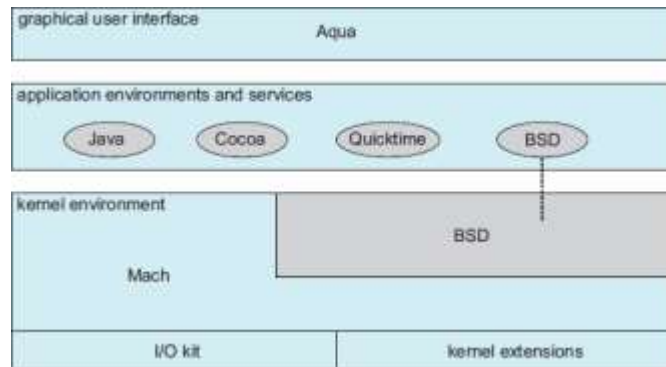 graphical user interface
Aqua
application environments and services
Java
Cocoa
Quicktime
BSD
kernel environment
BSD
Mach
I/O kit
kernel extensions